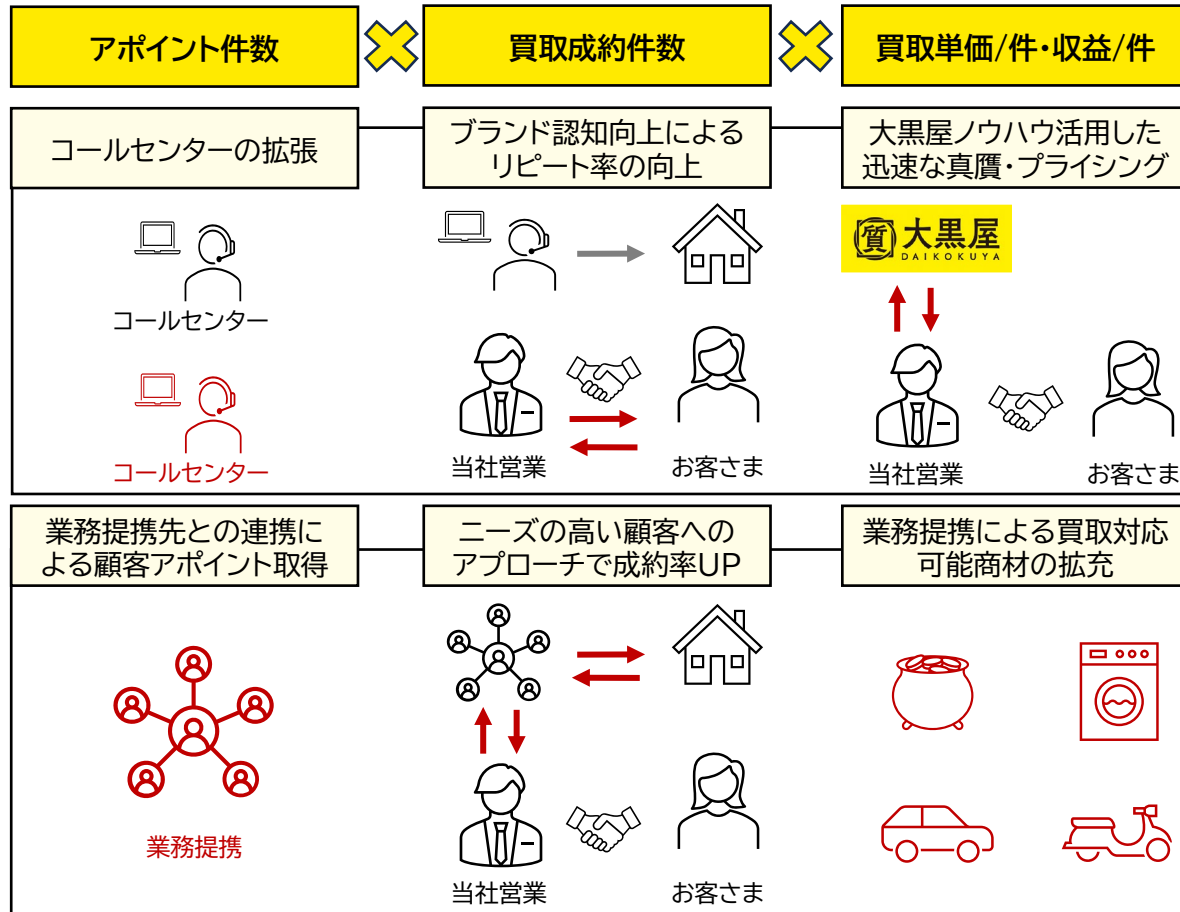 アポイント件数
買取成約件数
買取単価/件・収益/件
コールセンターの拡張
ブランド認知向上による
リピート率の向上
大黒屋ノウハウ活用した
迅速な真贋・プライシング
コールセンター
コールセンター
当社営業
お客さま
質 大黒屋
DAIKOKUYA
当社営業
お客さま
業務提携先との連携に
よる顧客アポイント取得
ニーズの高い顧客への
アプローチで成約率UP
業務提携による買取対応
可能商材の拡充
業務提携
当社営業
お客さま